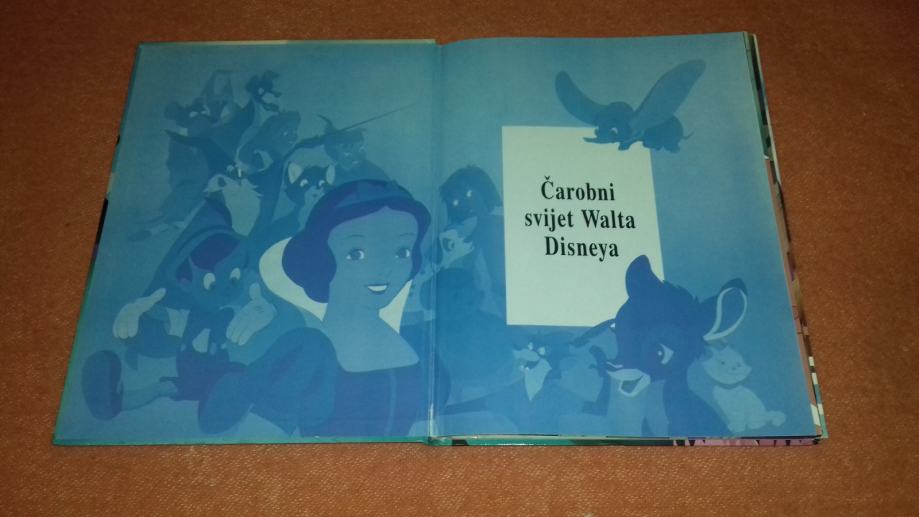 Čarobni
svijet Walta
Disneya